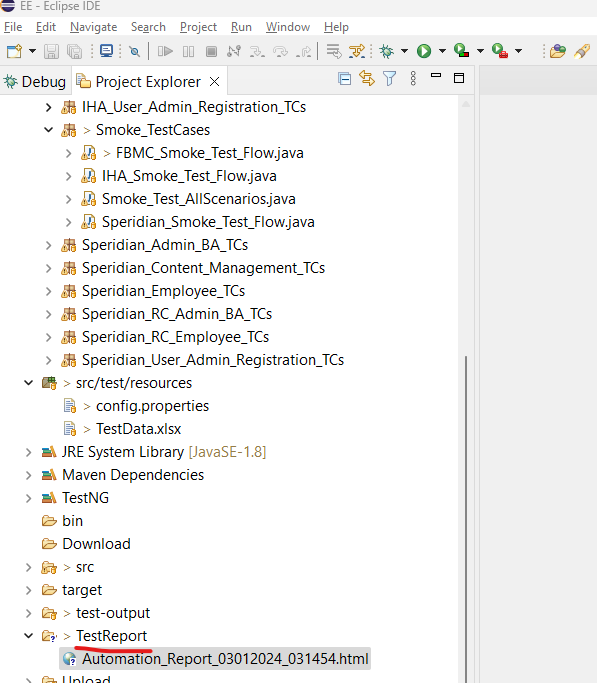 EE - Eclipse IDE
File Edit Navigate Search Project Run Window Help
Debug Project Explorer
IHA_User_Admin_Registration_TCs
> Smoke_TestCases
> FBMC_Smoke_Test_Flow.java
IHA_Smoke_Test_Flow.java
Smoke_Test_AllScenarios.java
Speridian_Smoke_Test_Flow.java
Speridian_Admin_BA_TCs
Speridian_Content_Management_TCs
Speridian_Employee_TCs
Speridian_RC_Admin_BA_TCs
Speridian_RC_Employee_TCs
Speridian_User_Admin_Registration_TCs
> src/test/resources
> config.properties
> TestData.xlsx
JRE System Library [JavaSE-1.8]
Maven Dependencies
TestNG
bin
Download
> src
target
> test-output
> TestReport
Automation_Report_03012024_031454.html
Upload